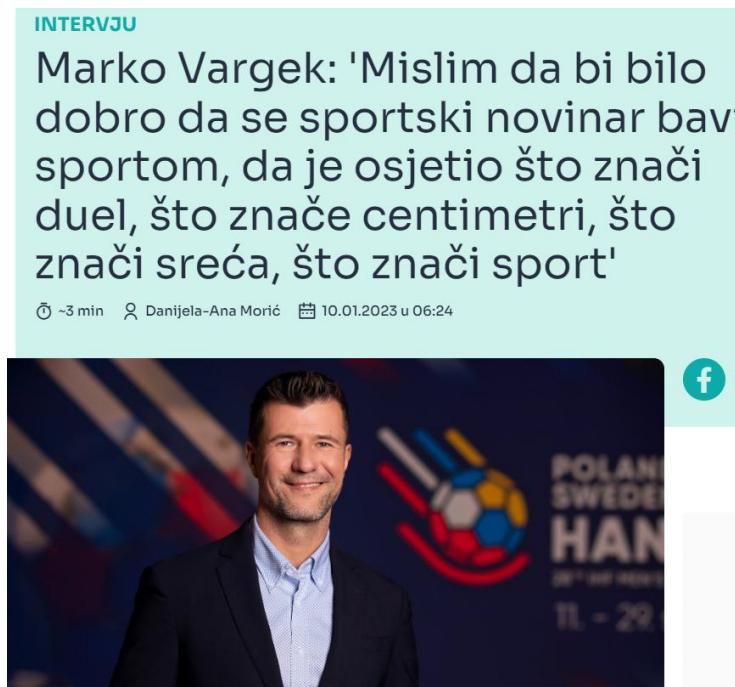 INTERVJU
Marko Vargek: 'Mislim da bi bilo
dobro da se sportski novinar bavi
sportom, da je osjetio što znači
duel, što znače centimetri, što
znači sreća, što znači sport'
~3 min Danijela-Ana Morić 10.01.2023 u 06:24
POLAN
SWEDE
HAN
11. – 29.